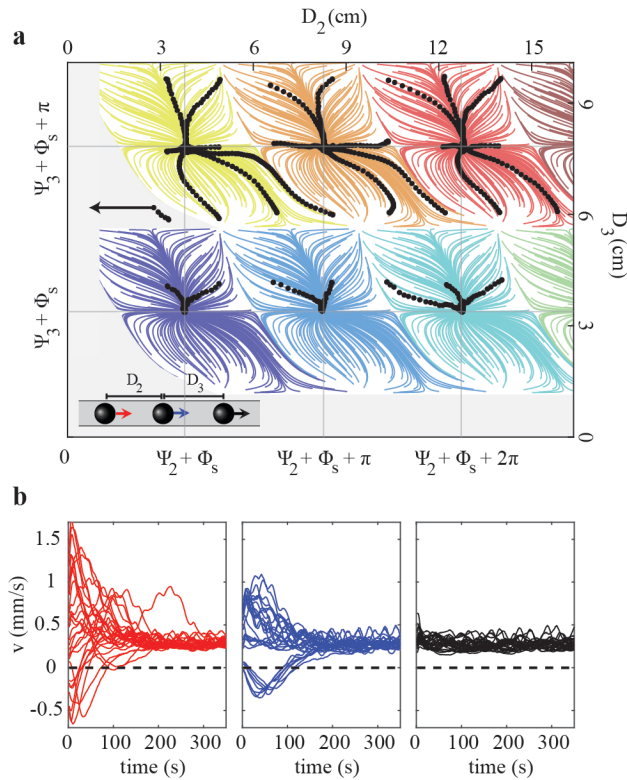 D₂ (cm)
a
0 3 6 9 12 15
Ψ₃ + Φₛ + π
Ψ₃ + Φₛ
9
6
3
0
D₃ (cm)
D₂ D₃
0 Ψ₂ + Φₛ Ψ₂ + Φₛ + π Ψ₂ + Φₛ + 2π
b
v (mm/s)
1.5
1
0.5
0
-0.5
0 100 200 300 0 100 200 300 0 100 200 300
time (s) time (s) time (s)